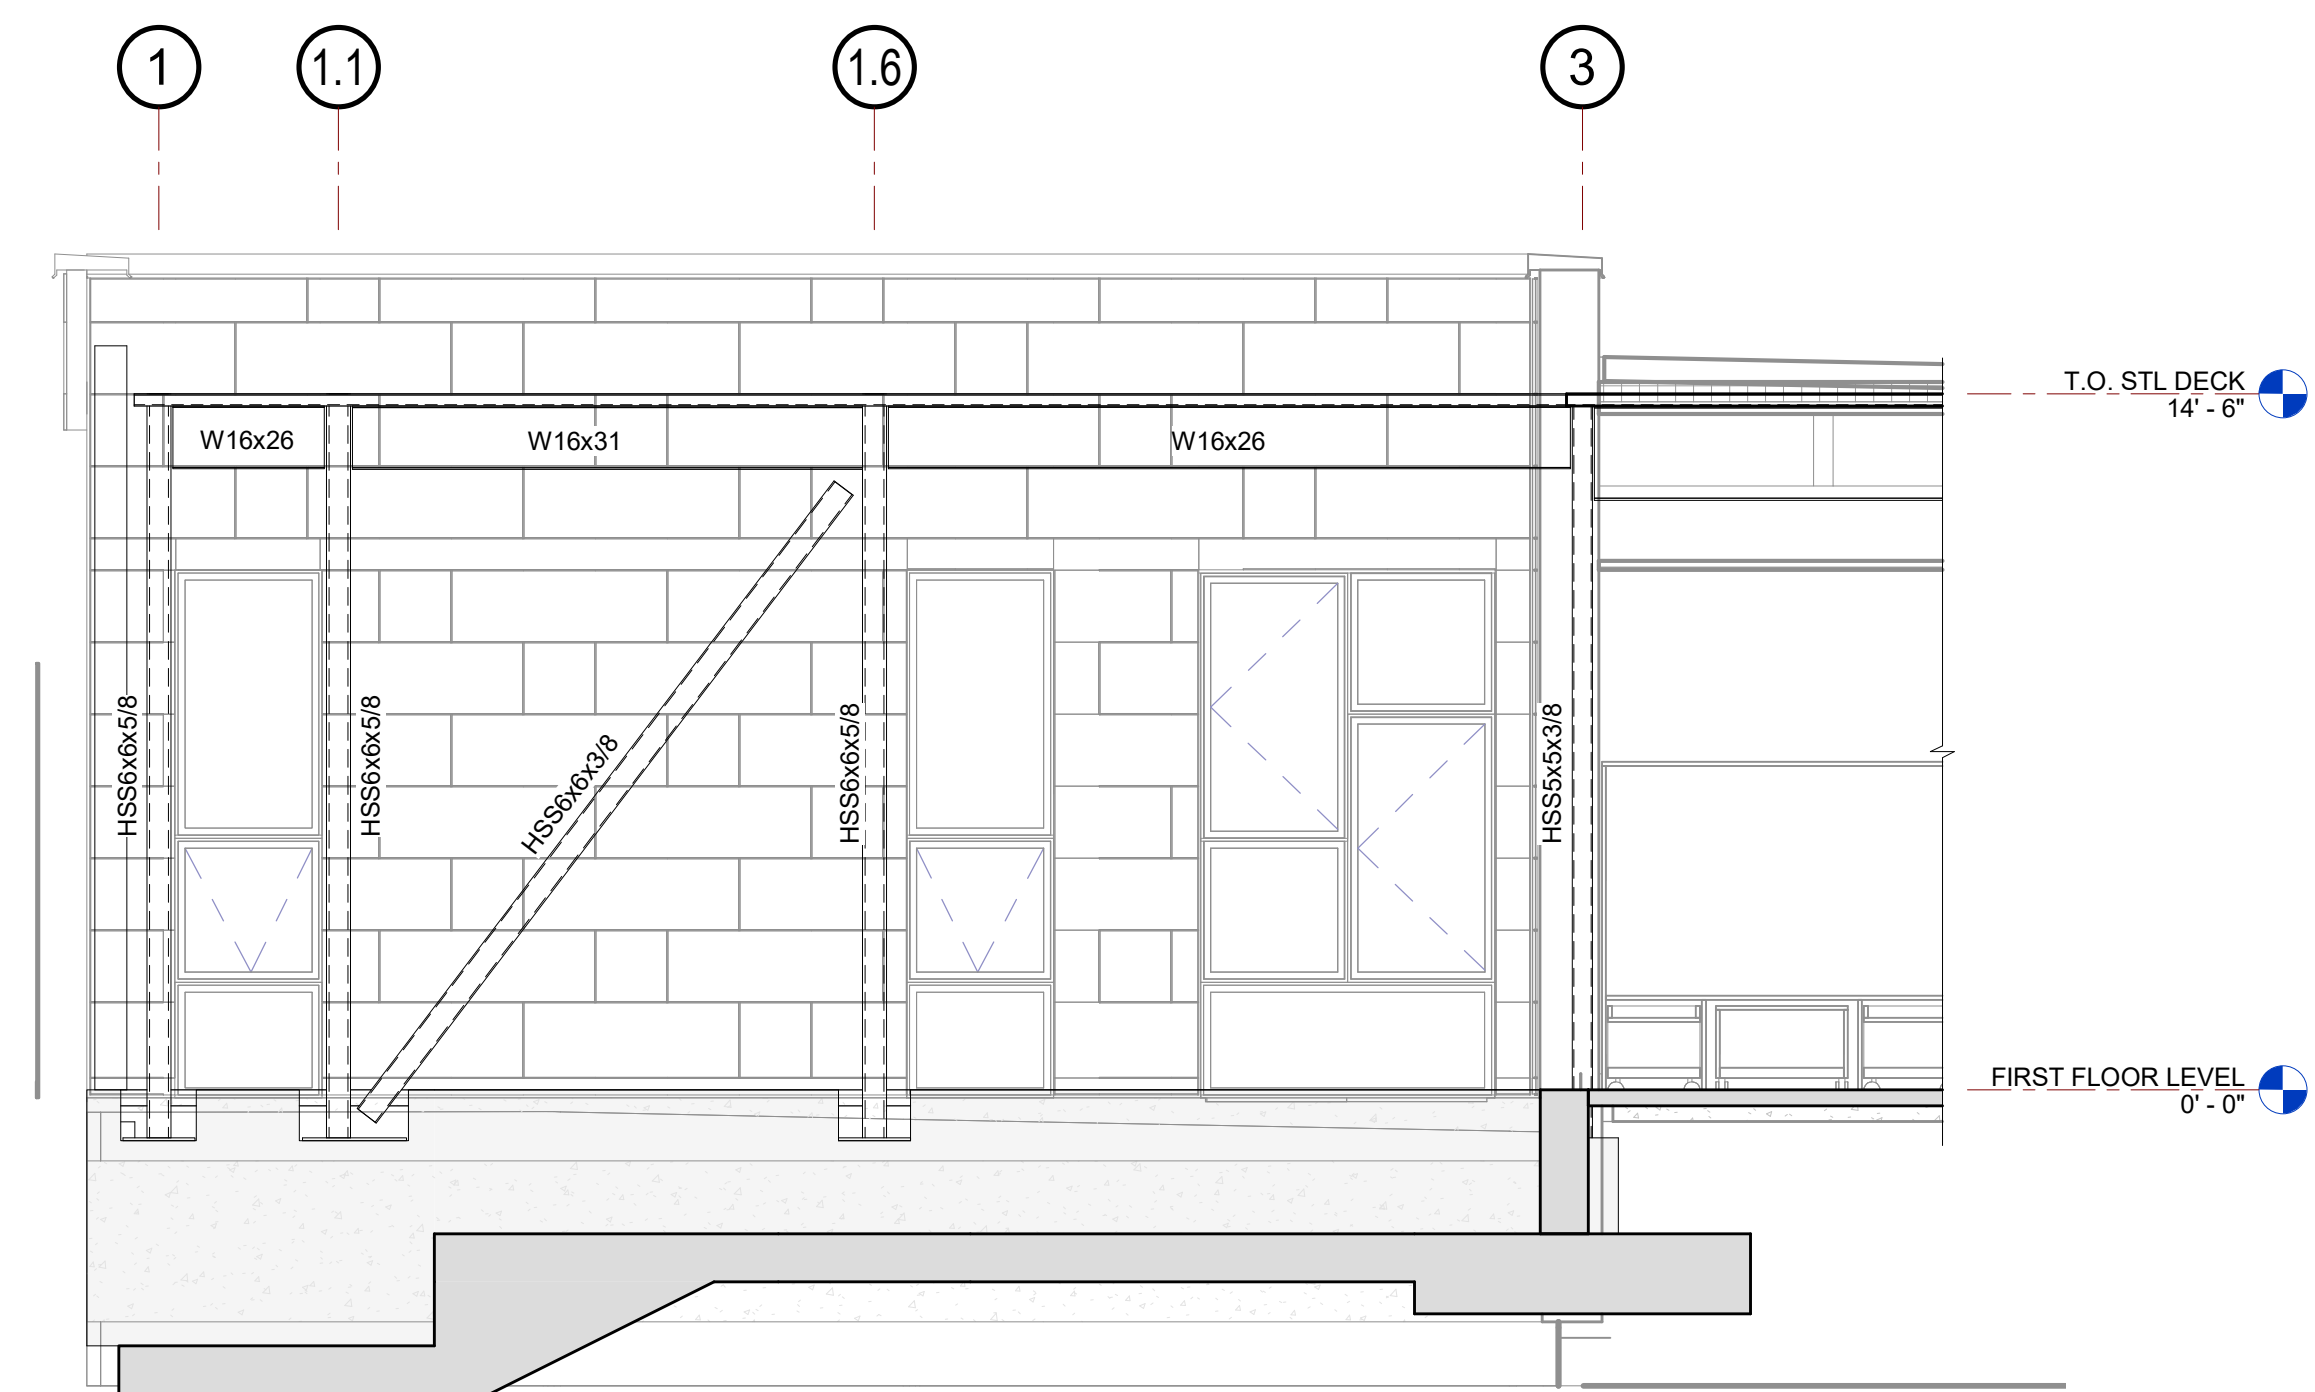 1
1.1
1.6
3
T.O. STL DECK
14' - 6"
W16x26
W16x31
W16x26
HSS6x6x5/8
HSS6x6x5/8
HSS6x6x3/8
HSS6x6x5/8
HSS5x5x3/8
FIRST FLOOR LEVEL
0' - 0"